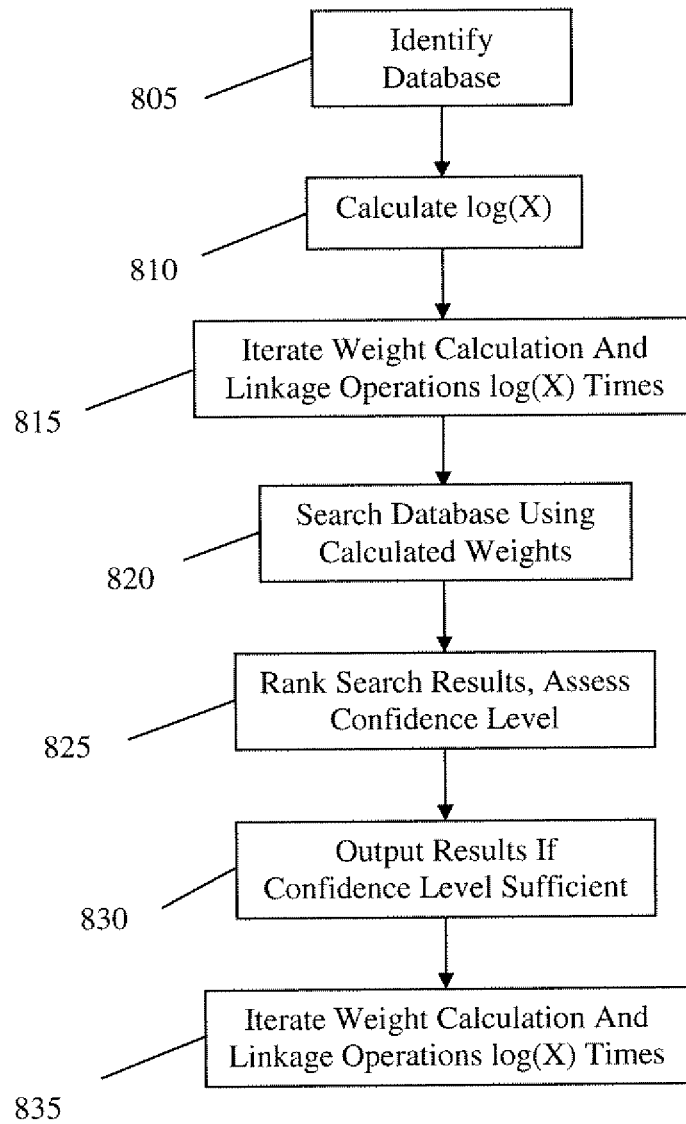 Identify
Database
805
Calculate log(X)
810
Iterate Weight Calculation And
Linkage Operations log(X) Times
815
Search Database Using
Calculated Weights
820
Rank Search Results, Assess
Confidence Level
825
Output Results If
Confidence Level Sufficient
830
Iterate Weight Calculation And
Linkage Operations log(X) Times
835